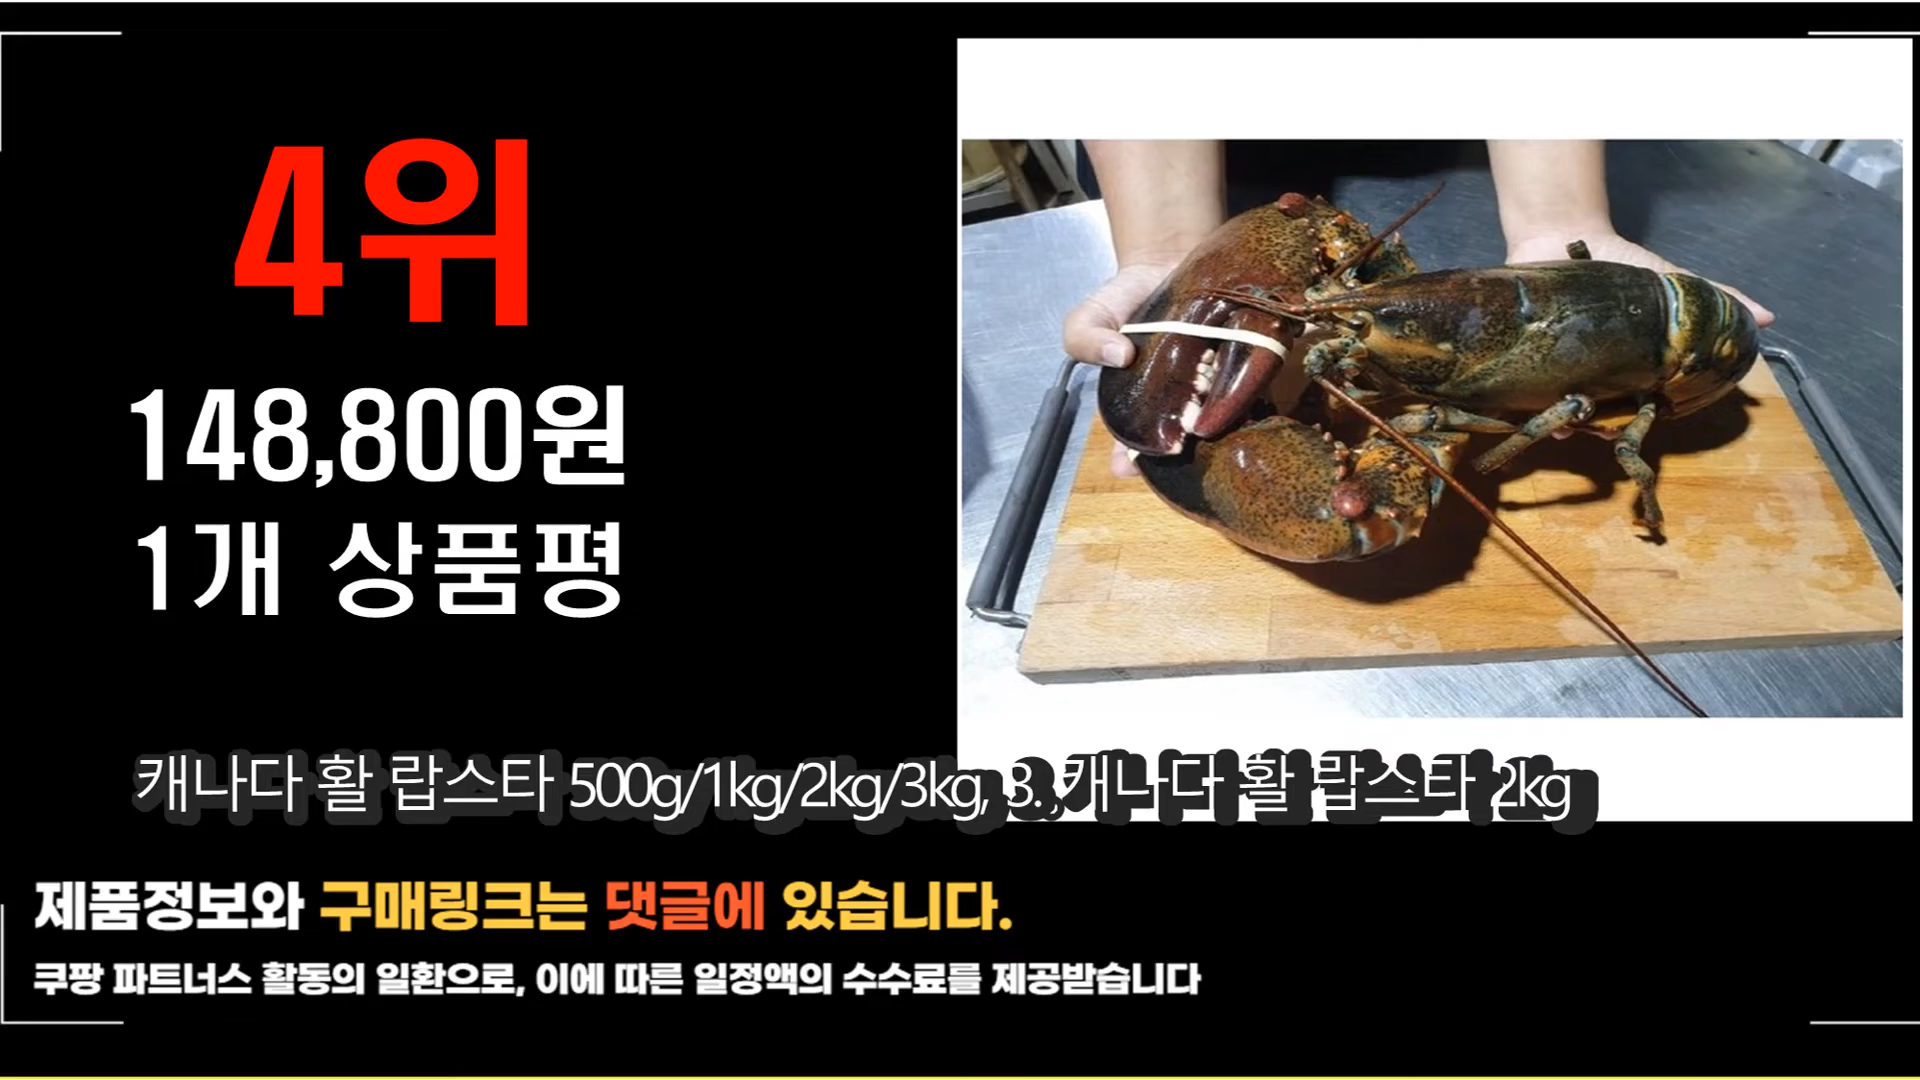 4위
148,800원
1개 상품평
캐나다 활 랍스타 500g/1kg/2kg/3kg, 3. 캐나다 활 랍스타 2kg
제품정보와 구매링크는 댓글에 있습니다.
쿠팡 파트너스 활동의 일환으로, 이에 따른 일정액의 수수료를 제공받습니다